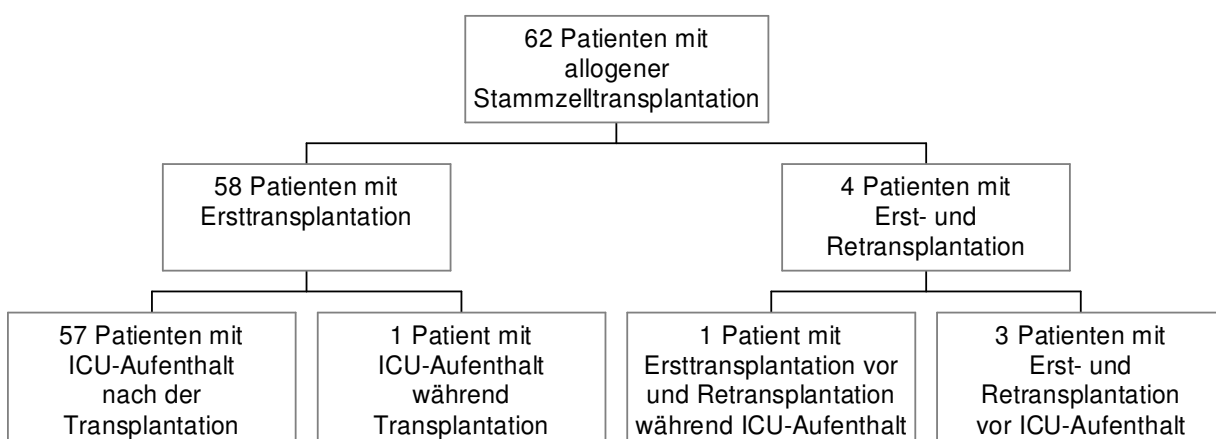 62 Patienten mit
allogener
Stammzelltransplantation
58 Patienten mit
Ersttransplantation
4 Patienten mit
Erst- und
Retransplantation
57 Patienten mit
ICU-Aufenthalt
nach der
Transplantation
1 Patient mit
ICU-Aufenthalt
während
Transplantation
1 Patient mit
Ersttransplantation vor
und Retransplantation
während ICU-Aufenthalt
3 Patienten mit
Erst- und
Retransplantation
vor ICU-Aufenthalt